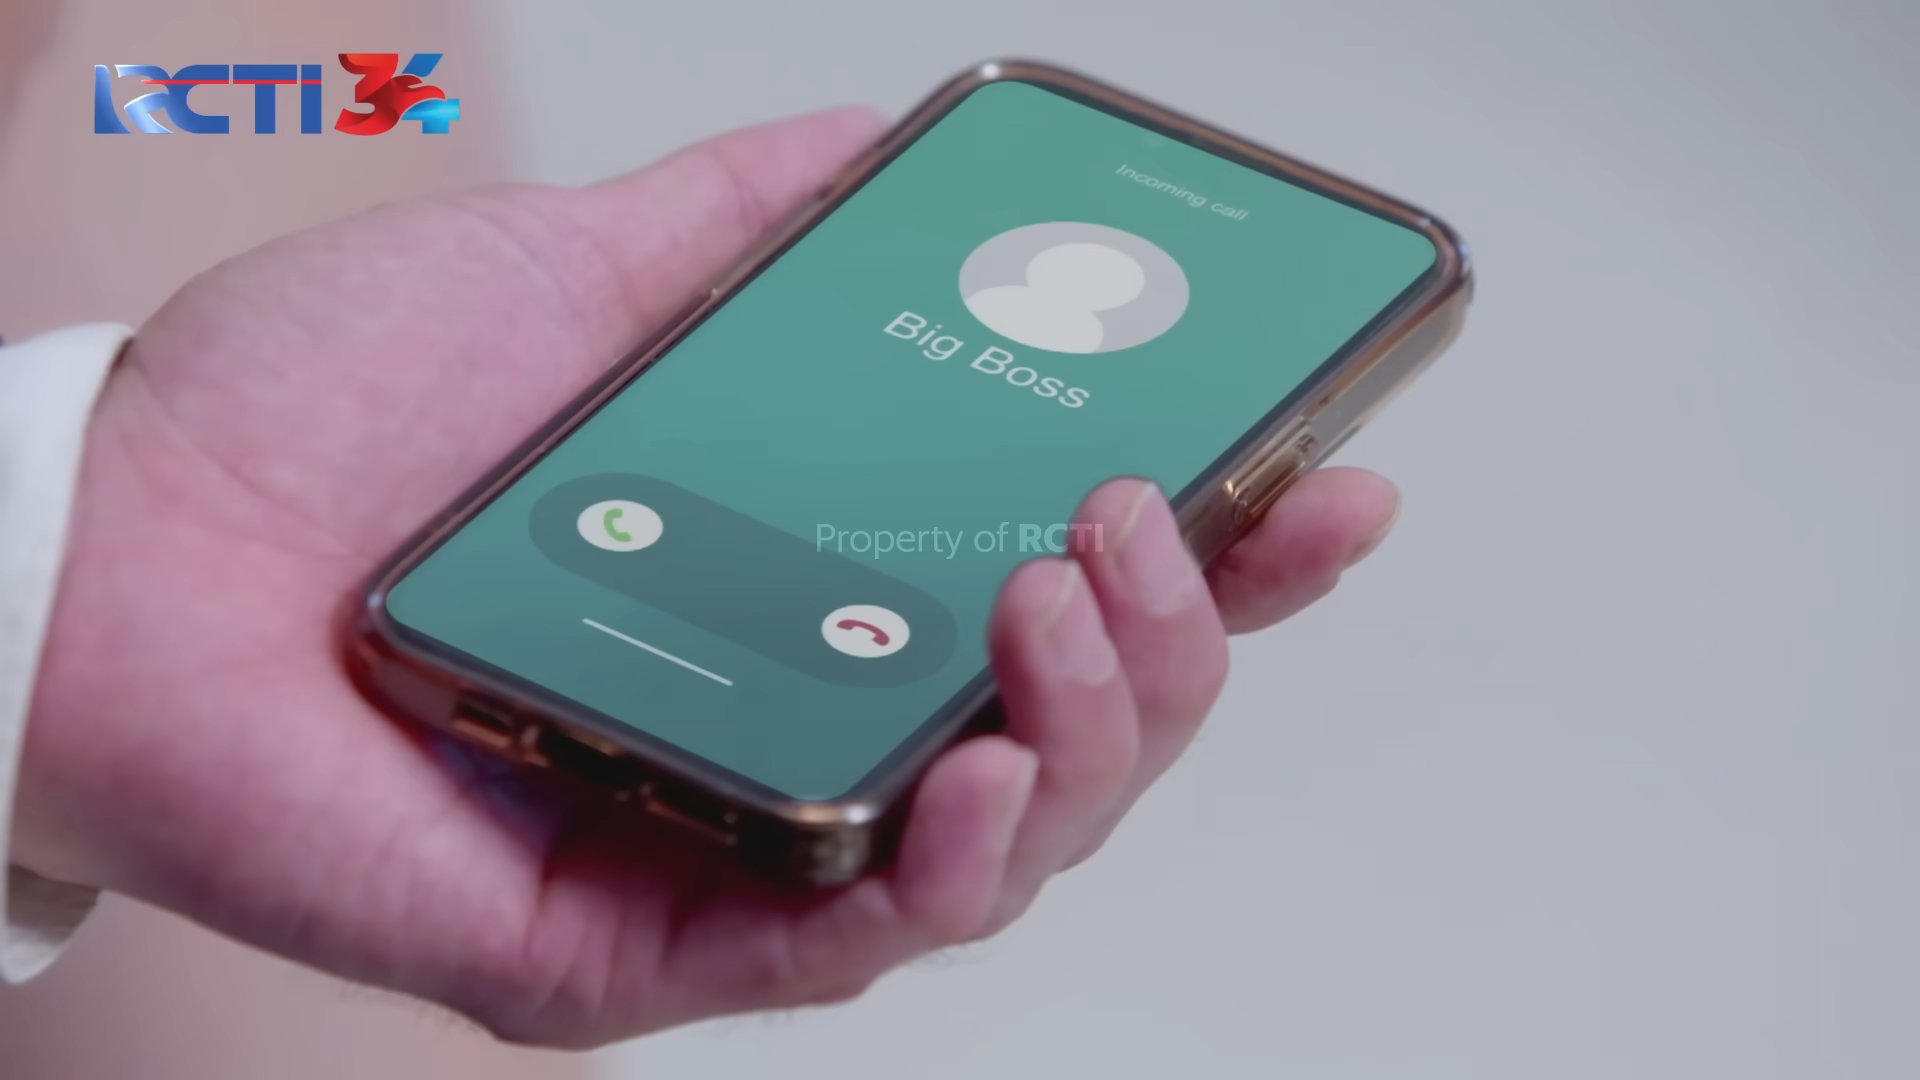 RCTI 34
Incoming call
Big Boss
Property of RCTI